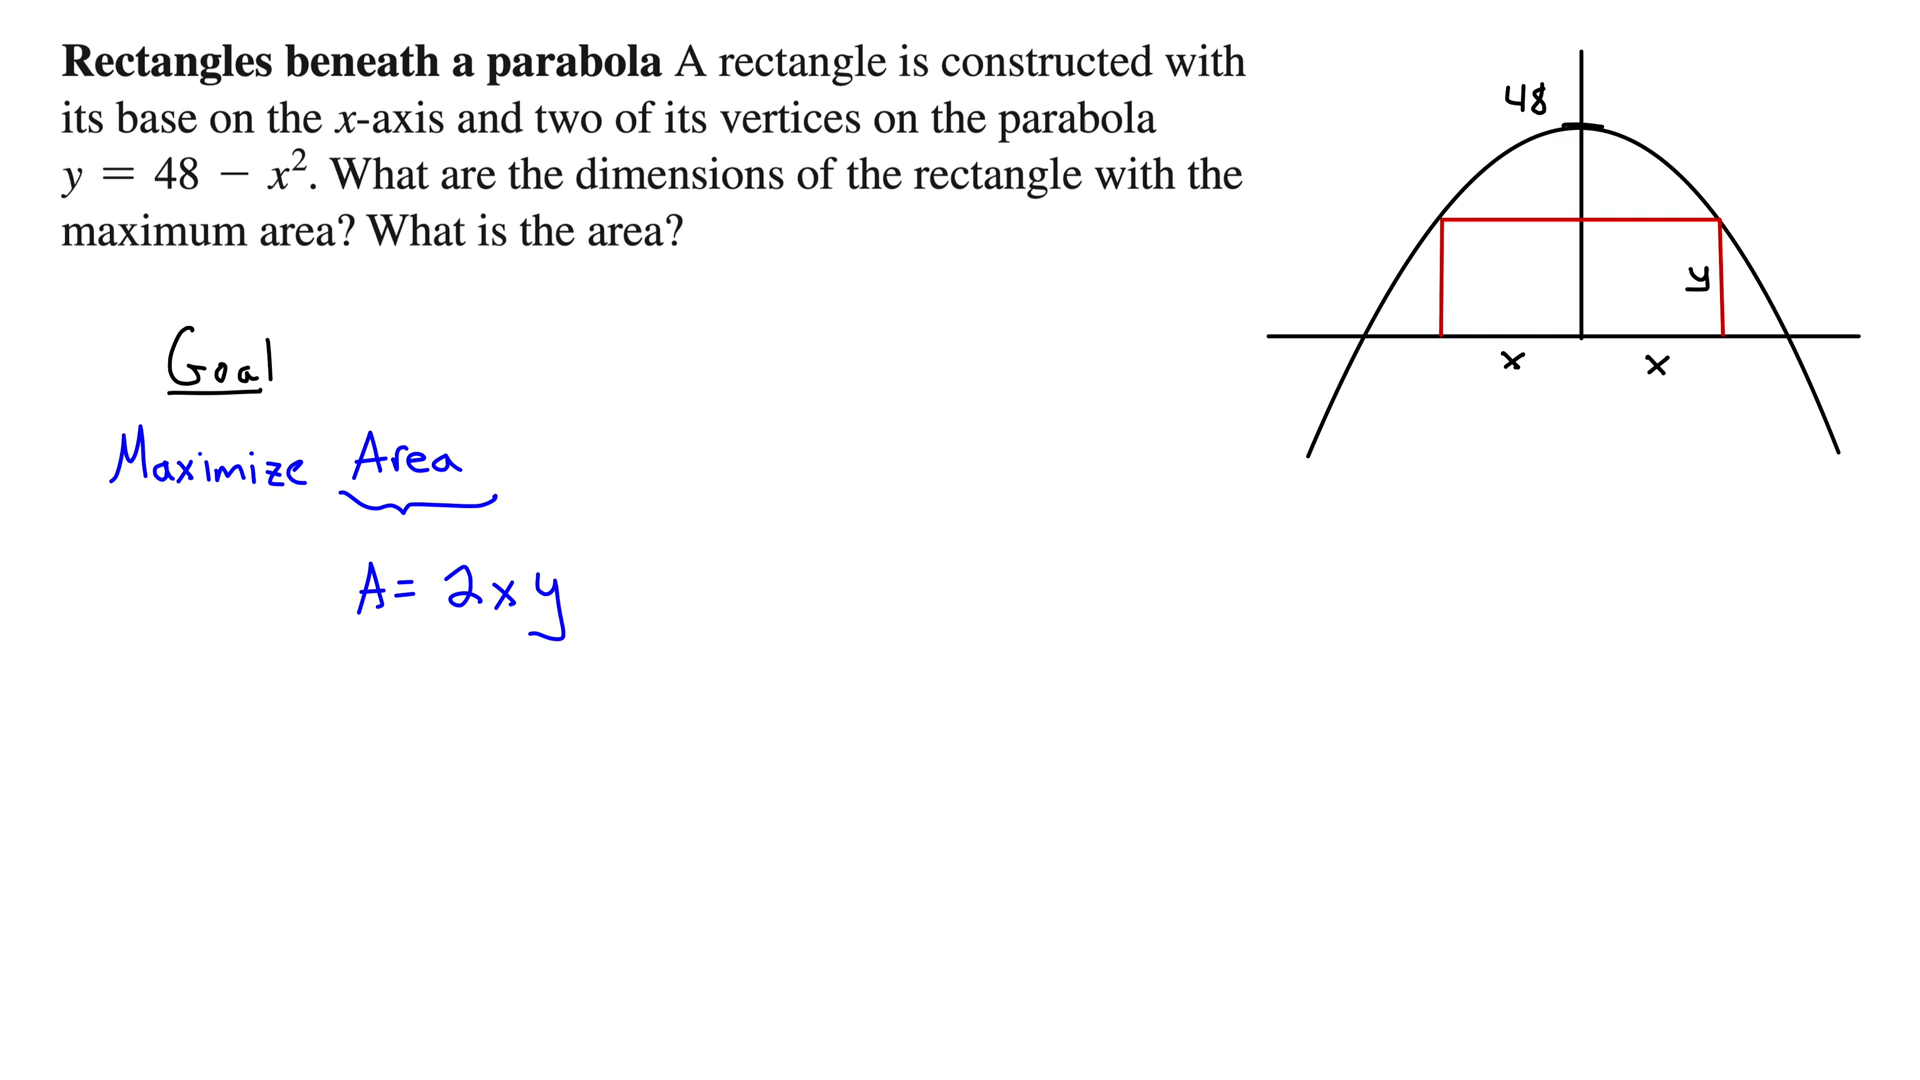 Rectangles beneath a parabola A rectangle is constructed with
its base on the x-axis and two of its vertices on the parabola
y = 48 − x². What are the dimensions of the rectangle with the
maximum area? What is the area?
48
y
x x
Goal
Maximize Area
A = 2xy